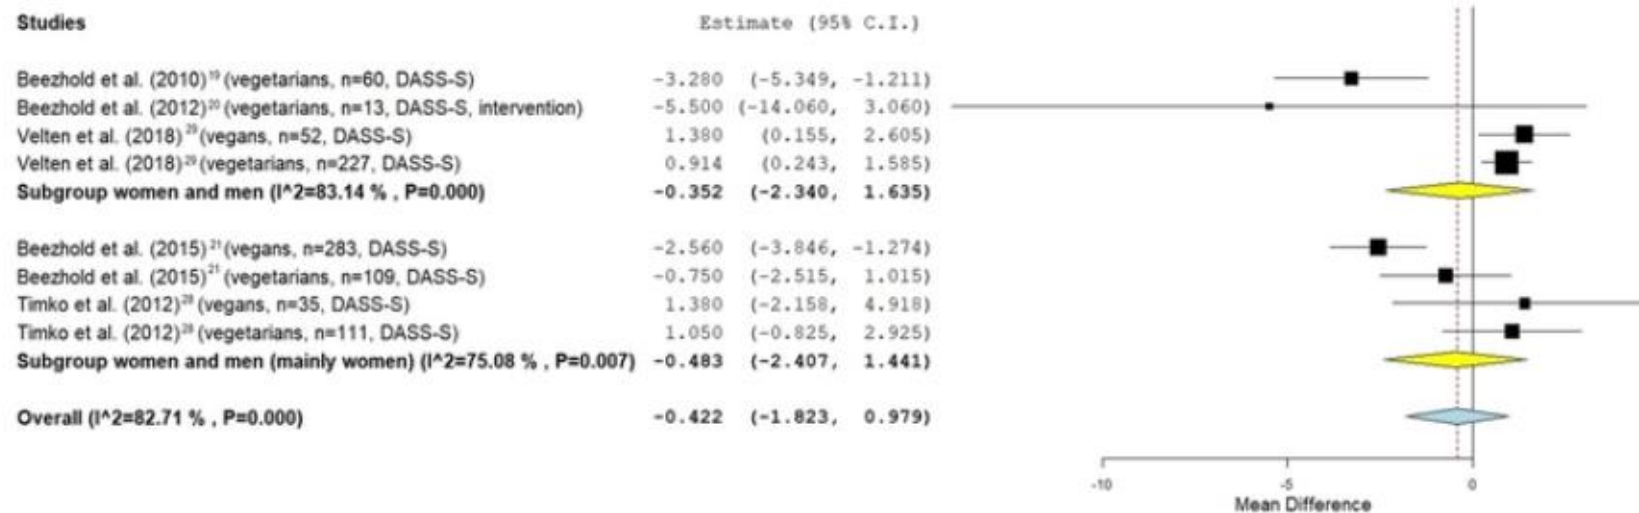 Studies Estimate (95% C.I.)
Beezhold et al. (2010)¹⁹ (vegetarians, n=60, DASS-S) -3.280 (-5.349, -1.211)
Beezhold et al. (2012)²⁰ (vegetarians, n=13, DASS-S, intervention) -5.500 (-14.060, 3.060)
Velten et al. (2018)²⁹ (vegans, n=52, DASS-S) 1.380 (0.155, 2.605)
Velten et al. (2018)²⁹ (vegetarians, n=227, DASS-S) 0.914 (0.243, 1.585)
Subgroup women and men (I^2=83.14 % , P=0.000) -0.352 (-2.340, 1.635)
Beezhold et al. (2015)²¹ (vegans, n=283, DASS-S) -2.560 (-3.846, -1.274)
Beezhold et al. (2015)²¹ (vegetarians, n=109, DASS-S) -0.750 (-2.515, 1.015)
Timko et al. (2012)²⁸ (vegans, n=35, DASS-S) 1.380 (-2.158, 4.918)
Timko et al. (2012)²⁸ (vegetarians, n=111, DASS-S) 1.050 (-0.825, 2.925)
Subgroup women and men (mainly women) (I^2=75.08 % , P=0.007) -0.483 (-2.407, 1.441)
Overall (I^2=82.71 % , P=0.000) -0.422 (-1.823, 0.979)
-10 -5 0
Mean Difference